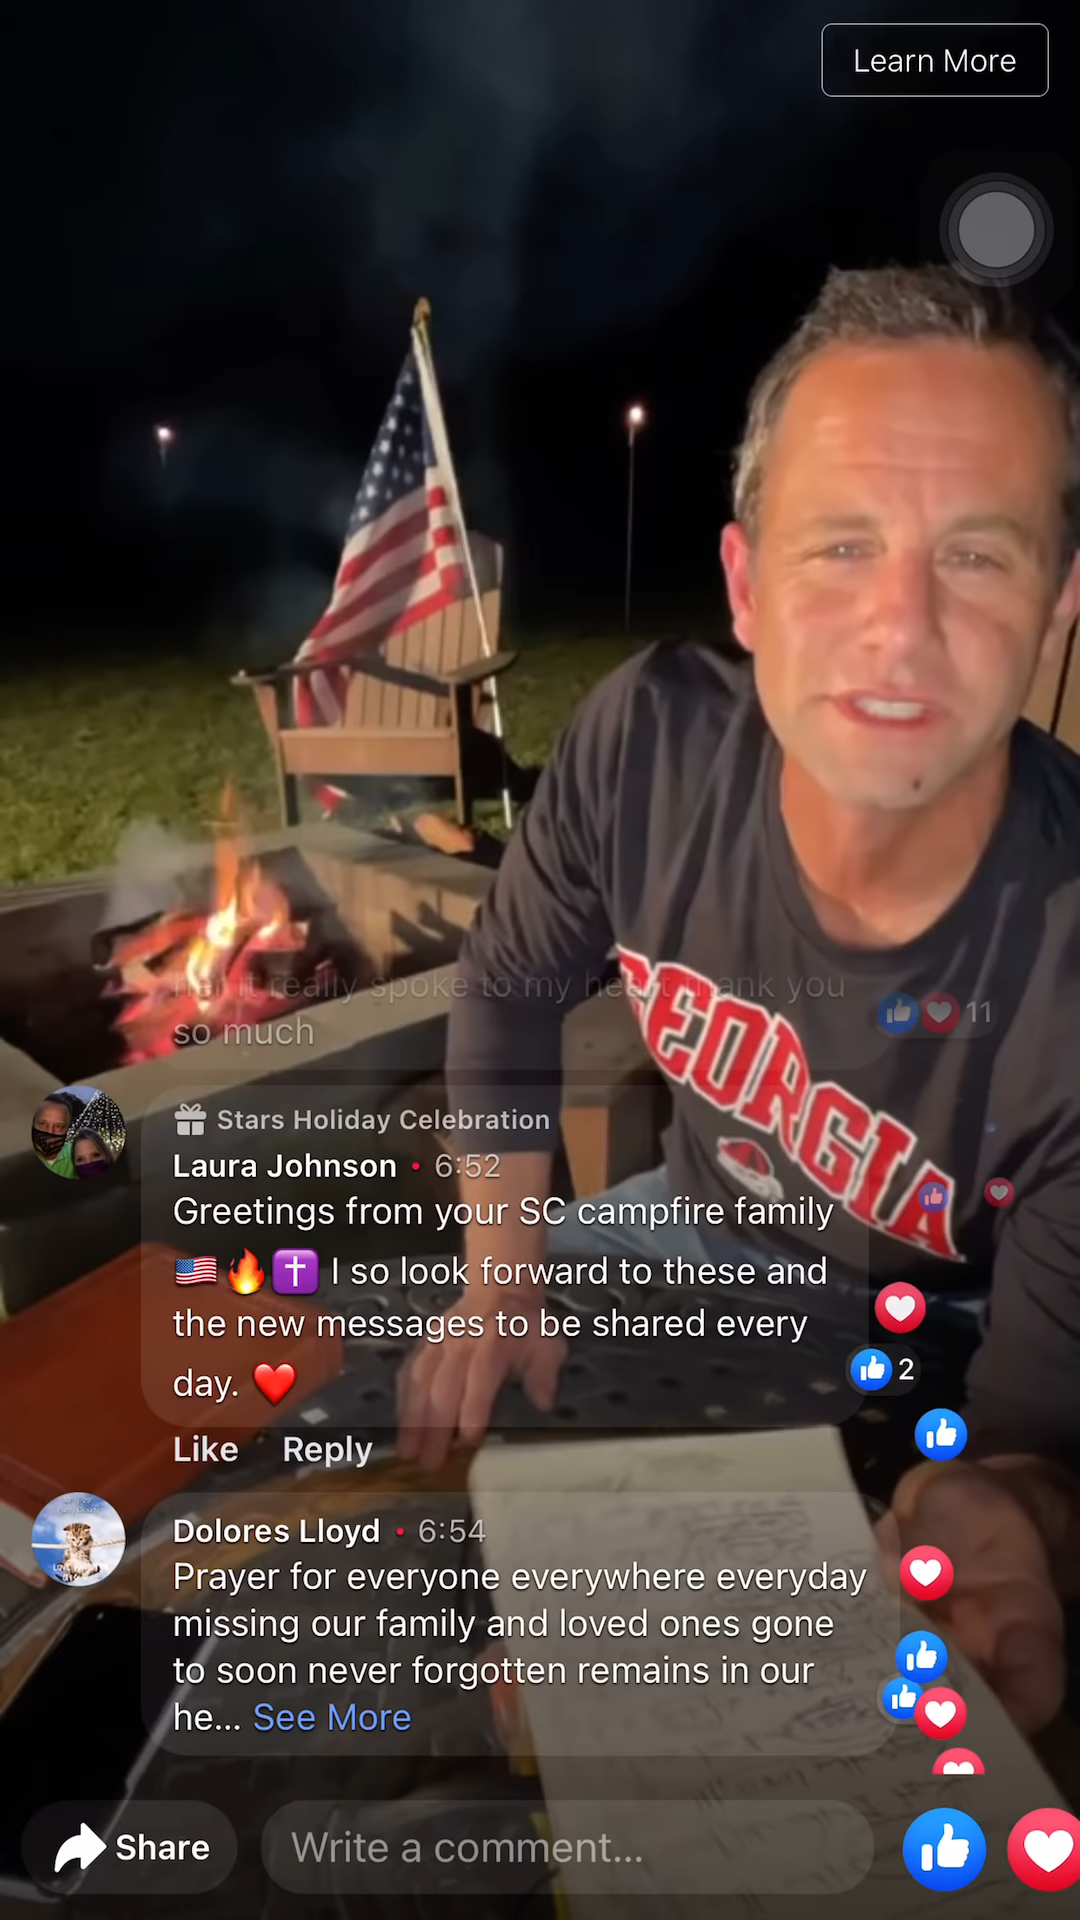 Learn More
it really spoke to my heart thank you
so much
11
Stars Holiday Celebration
Laura Johnson • 6:52
Greetings from your SC campfire family
🇺🇸🔥✝️ I so look forward to these and
the new messages to be shared every
day. ❤️
2
Like Reply
Dolores Lloyd • 6:54
Prayer for everyone everywhere everyday
missing our family and loved ones gone
to soon never forgotten remains in our
he... See More
Share
Write a comment...
GEORGIA